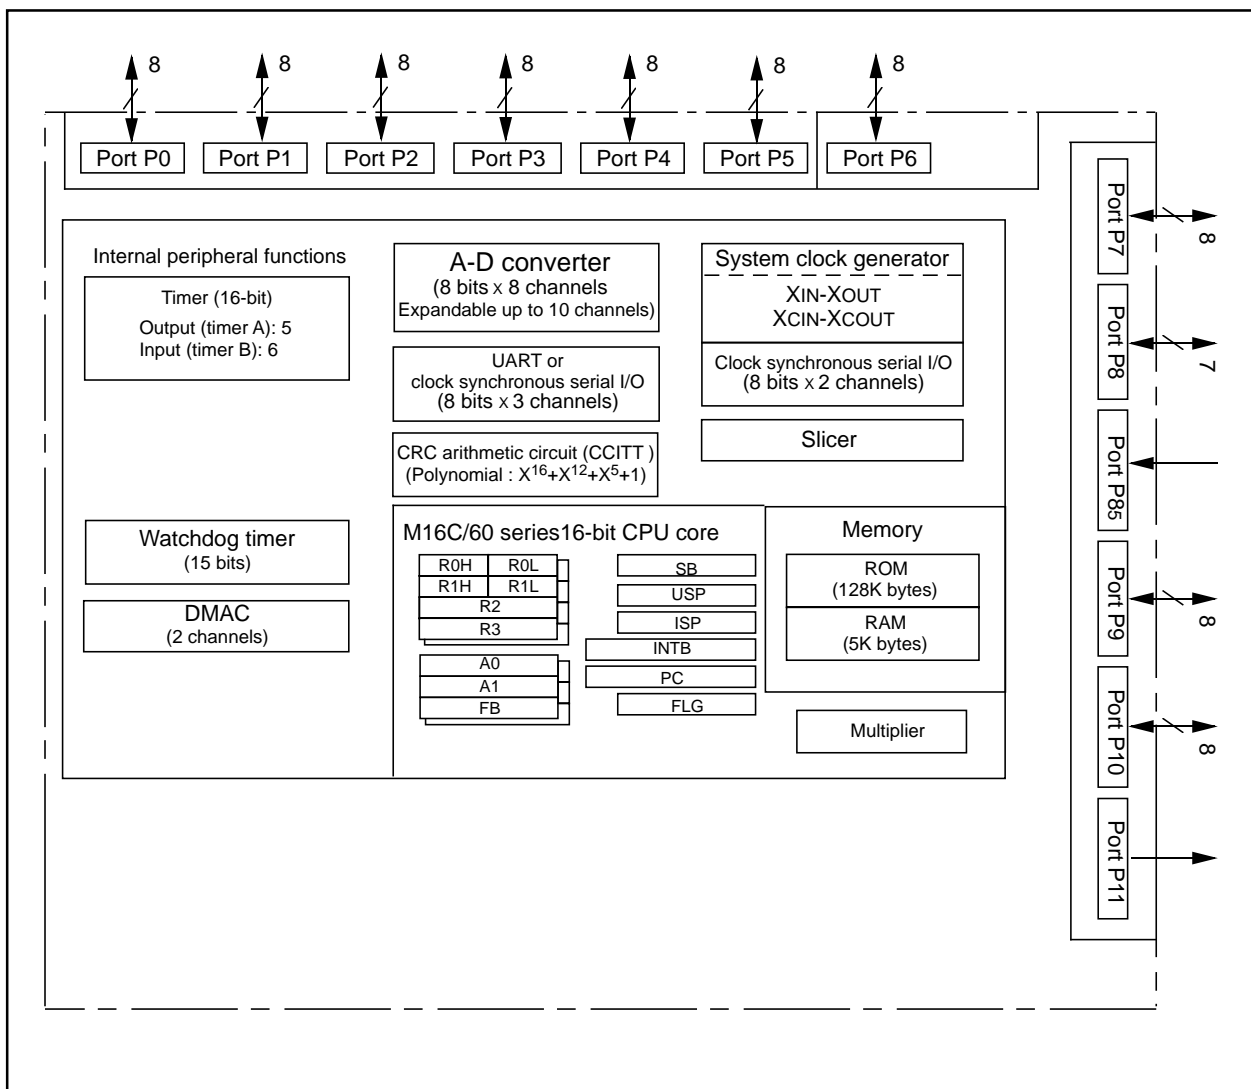 8 8 8 8 8 8 8
Port P0 Port P1 Port P2 Port P3 Port P4 Port P5 Port P6
Port P7
8
Port P8
7
Port P85
Port P9
8
Port P10
8
Port P11
Internal peripheral functions
Timer (16-bit)
Output (timer A): 5
Input (timer B): 6
Watchdog timer
(15 bits)
DMAC
(2 channels)
A-D converter
(8 bits x 8 channels
Expandable up to 10 channels)
UART or
clock synchronous serial I/O
(8 bits x 3 channels)
CRC arithmetic circuit (CCITT )
(Polynomial : X16+X12+X5+1)
System clock generator
XIN-XOUT
XCIN-XCOUT
Clock synchronous serial I/O
(8 bits x 2 channels)
Slicer
M16C/60 series16-bit CPU core
R0H R0L
R1H R1L
R2
R3
A0
A1
FB
SB
USP
ISP
INTB
PC
FLG
Memory
ROM
(128K bytes)
RAM
(5K bytes)
Multiplier